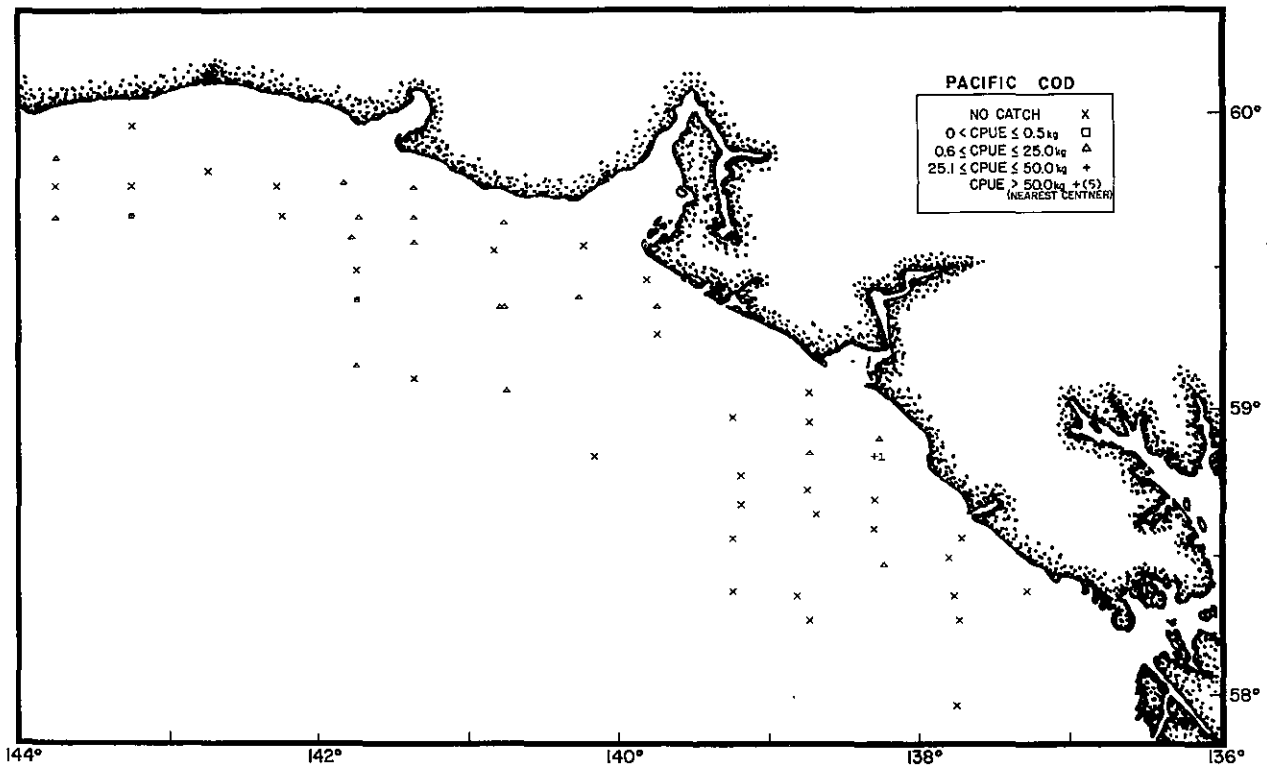 PACIFIC COD
NO CATCH ×
0 < CPUE ≤ 0.5 kg □
0.6 ≤ CPUE ≤ 25.0 kg △
25.1 ≤ CPUE ≤ 50.0 kg +
CPUE > 50.0 kg +(5)
(NEAREST CENTNER)
60°
59°
+1
58°
144° 142° 140° 138° 136°